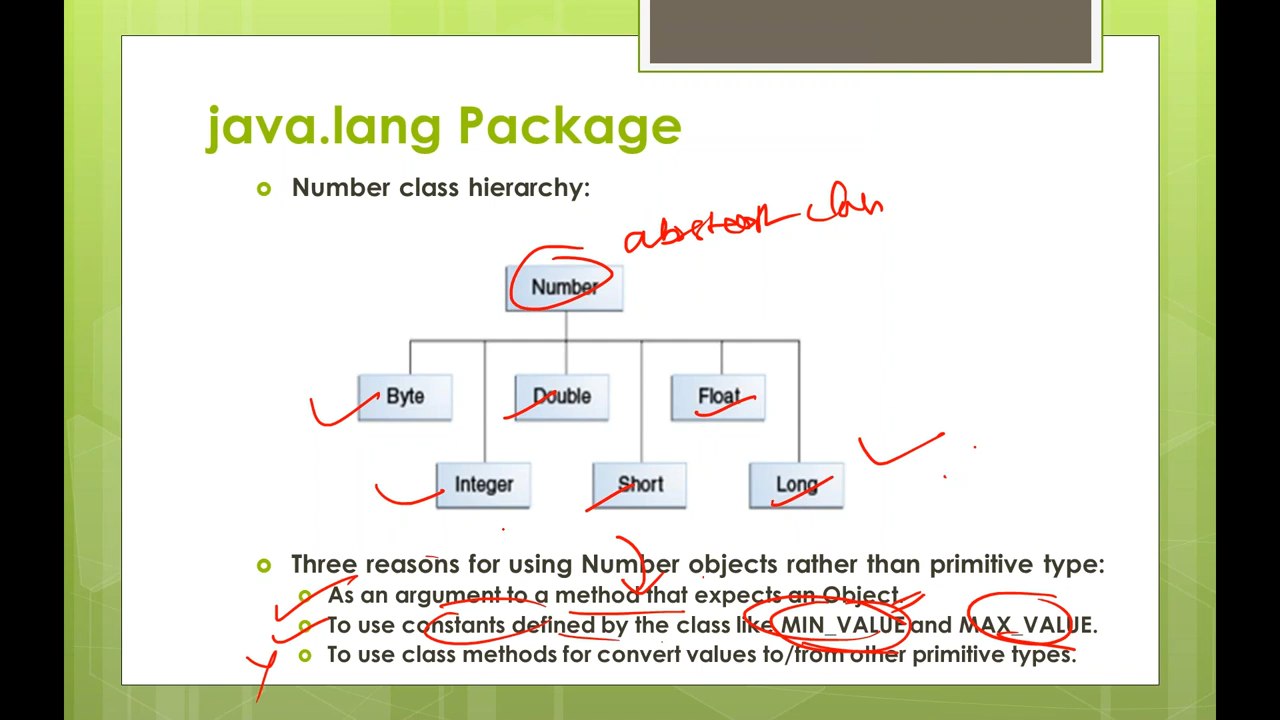 java.lang Package
Number class hierarchy:
abstract class
Number
Byte
Double
Float
Integer
Short
Long
Three reasons for using Number objects rather than primitive type:
As an argument to a method that expects an Object.
To use constants defined by the class like MIN_VALUE and MAX_VALUE.
To use class methods for convert values to/from other primitive types.